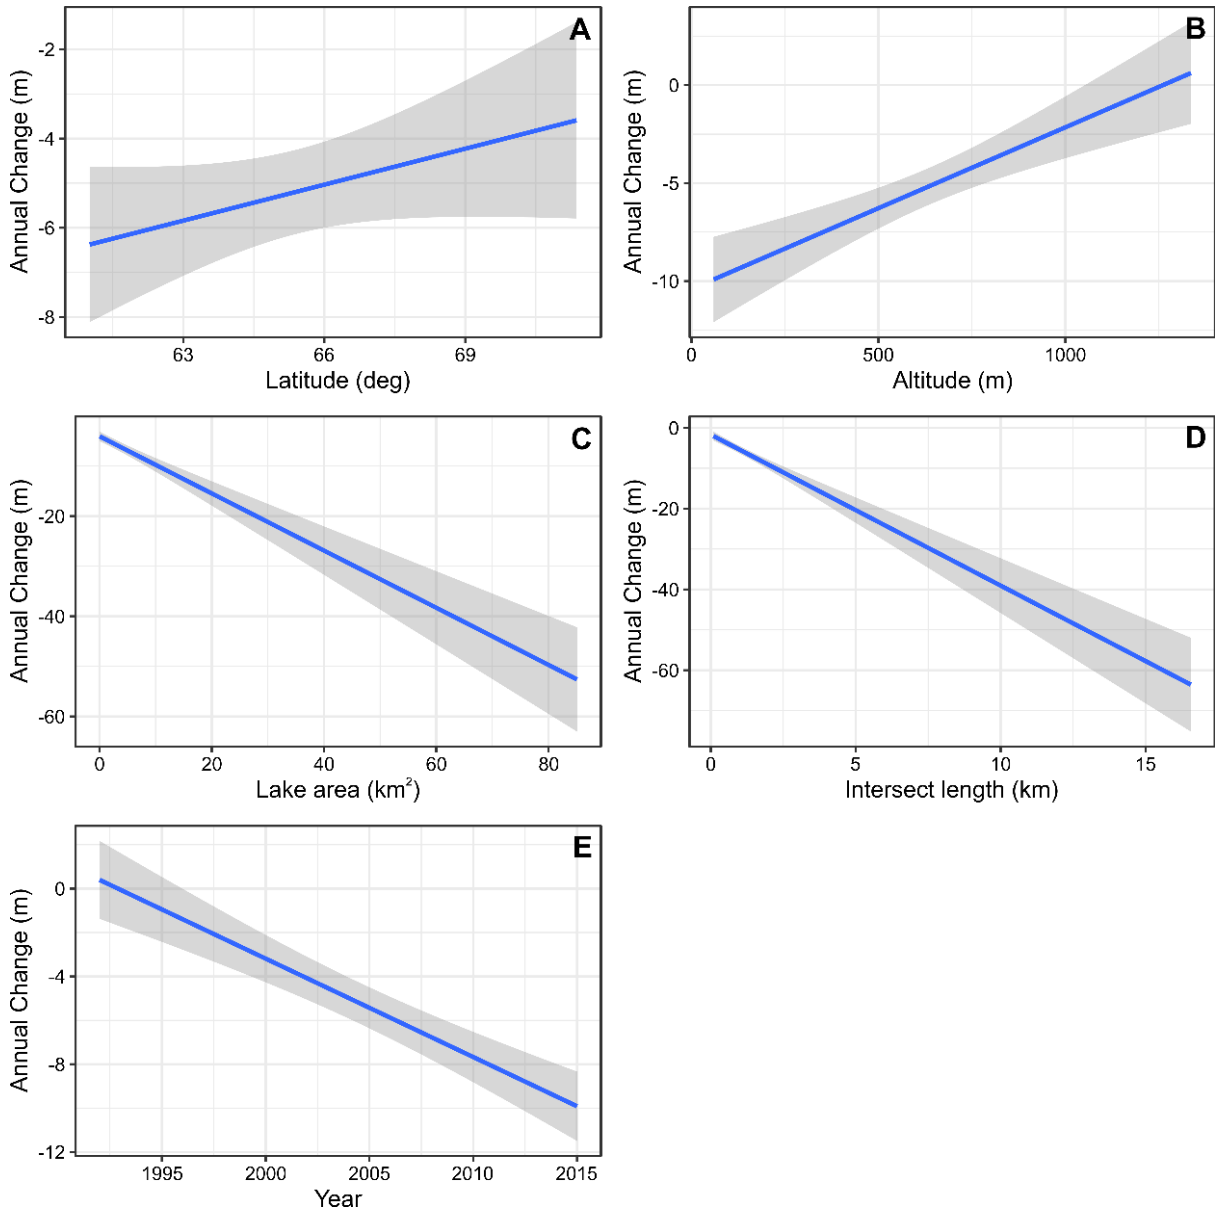 A
Annual Change (m)
-2
-4
-6
-8
63 66 69
Latitude (deg)
B
Annual Change (m)
0
-5
-10
0 500 1000
Altitude (m)
C
Annual Change (m)
-20
-40
-60
0 20 40 60 80
Lake area (km²)
D
Annual Change (m)
0
-20
-40
-60
0 5 10 15
Intersect length (km)
E
Annual Change (m)
0
-4
-8
-12
1995 2000 2005 2010 2015
Year